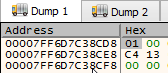 Dump 1 Dump 2
Address Hex
00007FF6D7C38CD8 01 00
00007FF6D7C38CE8 C4 13
00007FF6D7C38CF8 00 00